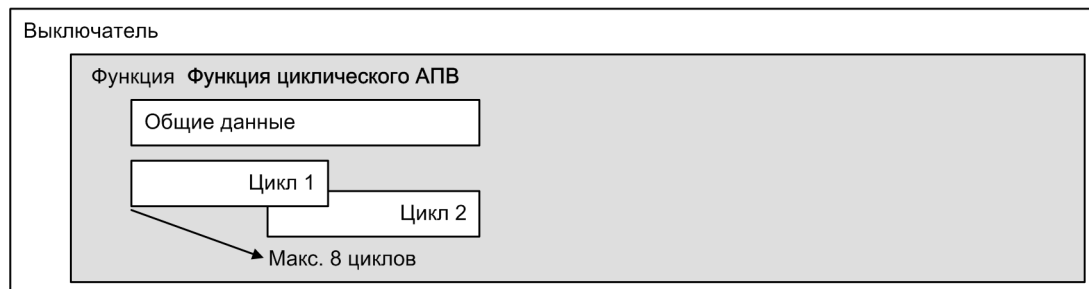 Выключатель
Функция Функция циклического АПВ
Общие данные
Цикл 1
Цикл 2
Макс. 8 циклов